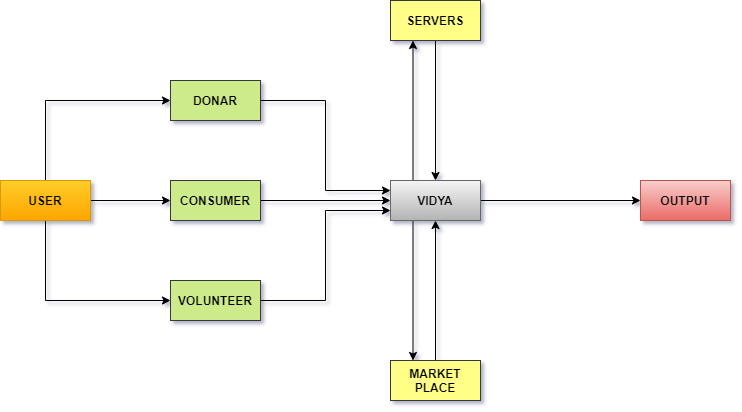 SERVERS
DONAR
USER
CONSUMER
VIDYA
OUTPUT
VOLUNTEER
MARKET
PLACE